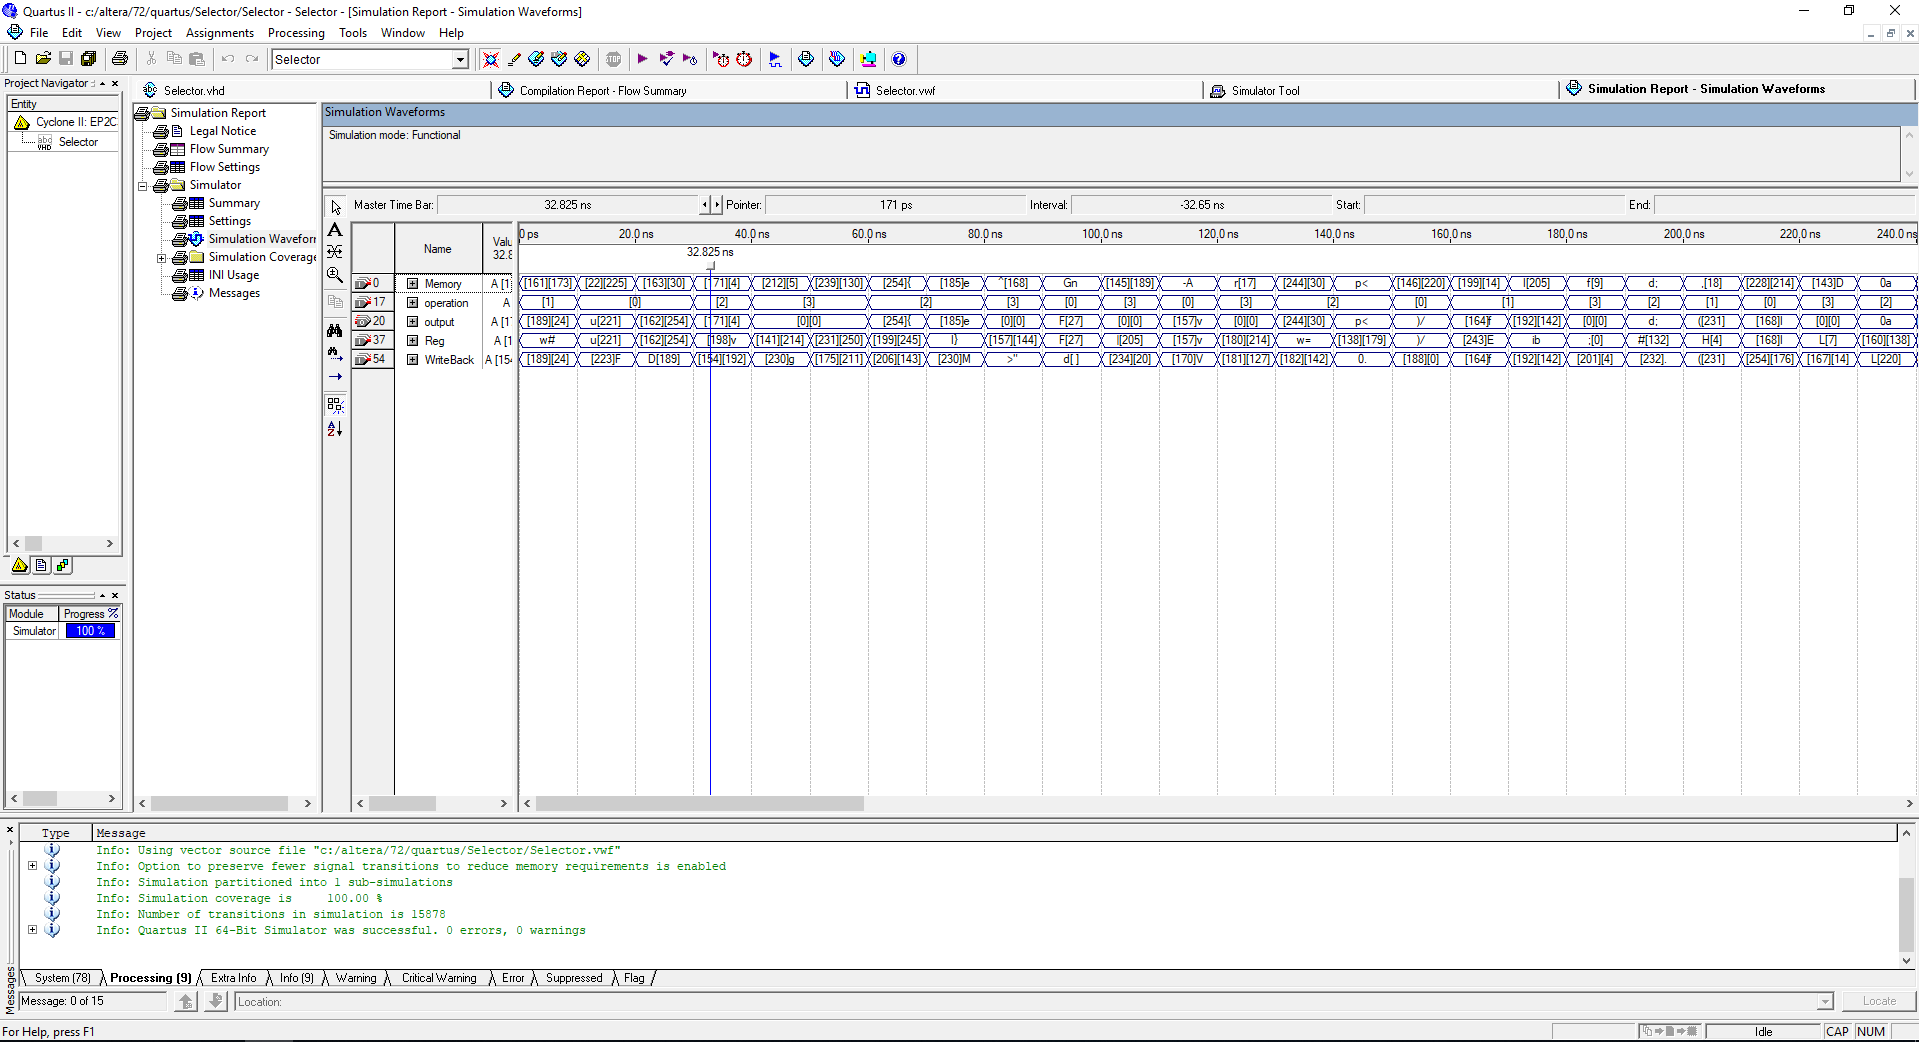 Quartus II - c:/altera/72/quartus/Selector/Selector - Selector - [Simulation Report - Simulation Waveforms]
File Edit View Project Assignments Processing Tools Window Help
Selector
Project Navigator
Entity
Cyclone II: EP2C
Selector
Selector.vhd
Compilation Report - Flow Summary
Selector.vwf
Simulator Tool
Simulation Report - Simulation Waveforms
Simulation Report
Legal Notice
Flow Summary
Flow Settings
Simulator
Summary
Settings
Simulation Waveforr
Simulation Coverage
INI Usage
Messages
Simulation Waveforms
Simulation mode: Functional
Master Time Bar: 32.825 ns Pointer: 171 ps Interval: -32.65 ns Start: End:
Name Valu 32.8
0 ps 20.0 ns 40.0 ns 60.0 ns 80.0 ns 100.0 ns 120.0 ns 140.0 ns 160.0 ns 180.0 ns 200.0 ns 220.0 ns 240.0 ns
32.825 ns
0 Memory A [1 [161][173] [22][225] [163][30] [171][4] [212][5] [239][130] [254]{ [185]e ^[168] Gn [145][189] -A r[17] [244][30] p< [146][220] [199][14] l[205] f[9] d; .[18] [228][214] [143]D 0a
17 operation A [1] [0] [2] [3] [2] [3] [0] [3] [0] [3] [2] [0] [1] [3] [2] [1] [0] [3] [2]
20 output A [1 [189][24] u[221] [162][254] [171][4] [0][0] [254]{ [185]e [0][0] F[27] [0][0] [157]v [0][0] [244][30] p< )/ [164]f [192][142] [0][0] d; ([231] [168]l [0][0] 0a
37 Reg A [1 w# u[221] [162][254] [198]v [141][214] [231][250] [199][245] l} [157][144] F[27] l[205] [157]v [180][214] w= [138][179] )/ [243]E ib ;[0] #[132] H[4] [168]l L[7] [160][138]
54 WriteBack A [154 [189][24] [223]F D[189] [154][192] [230]g [175][211] [206][143] [230]M >" d[ ] [234][20] [170]V [181][127] [182][142] 0. [188][0] [164]f [192][142] [201][4] [232]. ([231] [254][176] [167][14] L[220]
Status
Module Progress %
Simulator 100 %
Type Message
Info: Using vector source file "c:/altera/72/quartus/Selector/Selector.vwf"
Info: Option to preserve fewer signal transitions to reduce memory requirements is enabled
Info: Simulation partitioned into 1 sub-simulations
Info: Simulation coverage is 100.00 %
Info: Number of transitions in simulation is 15878
Info: Quartus II 64-Bit Simulator was successful. 0 errors, 0 warnings
System (78) Processing (9) Extra Info Info (9) Warning Critical Warning Error Suppressed Flag
Messages
Message: 0 of 15 Location: Locate
For Help, press F1 Idle CAP NUM